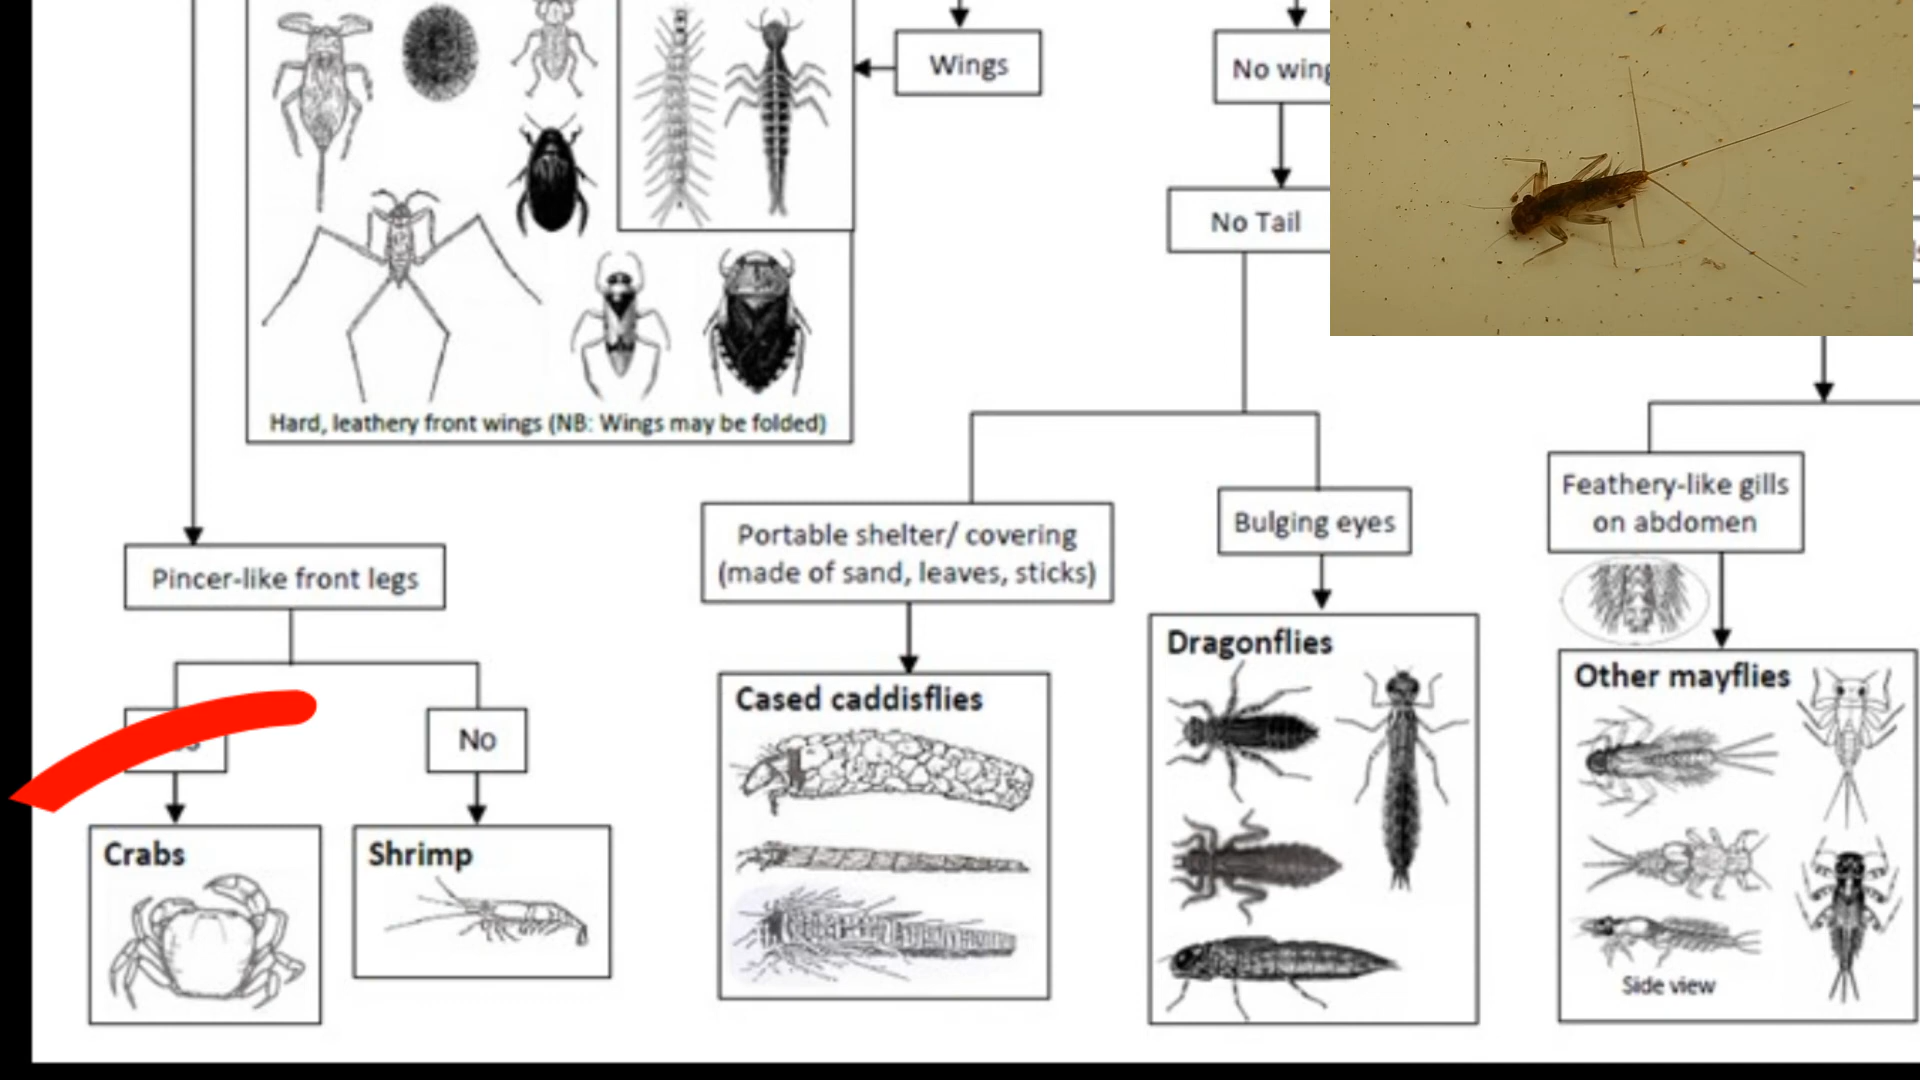 Wings
No wing
No Tail
Hard, leathery front wings (NB: Wings may be folded)
Feathery-like gills
on abdomen
Portable shelter/ covering
(made of sand, leaves, sticks)
Bulging eyes
Pincer-like front legs
No
Dragonflies
Other mayflies
Cased caddisflies
Crabs
Shrimp
Side view